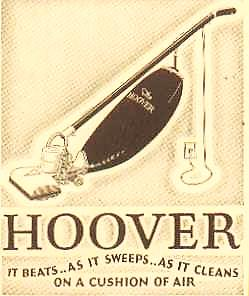 The
HOOVER
HOOVER
IT BEATS..AS IT SWEEPS..AS IT CLEANS
ON A CUSHION OF AIR